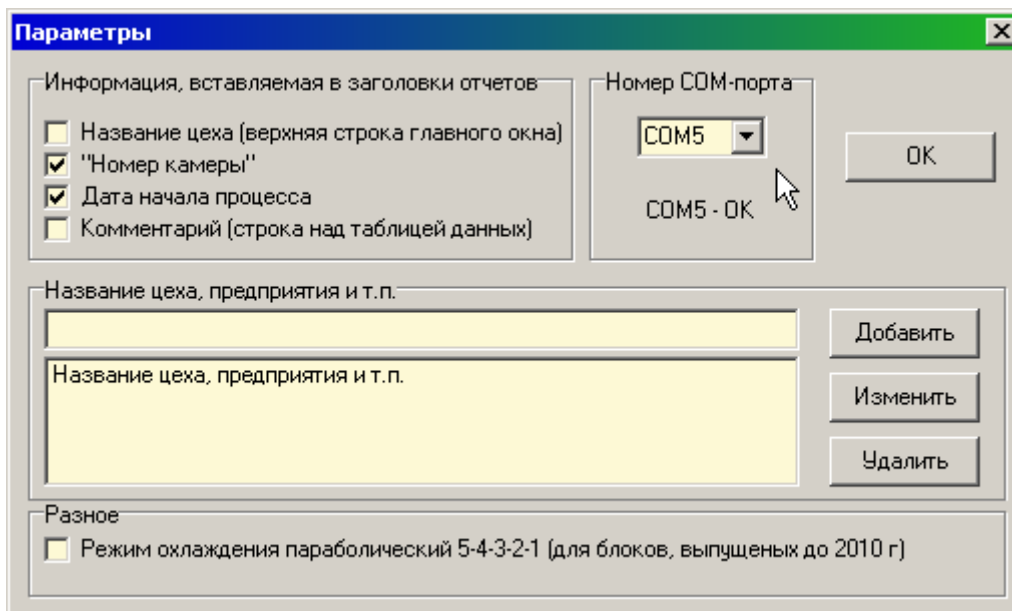 Параметры
Информация, вставляемая в заголовки отчетов
Название цеха (верхняя строка главного окна)
"Номер камеры"
Дата начала процесса
Комментарий (строка над таблицей данных)
Номер COM-порта
COM5
COM5 - OK
OK
Название цеха, предприятия и т.п.
Добавить
Название цеха, предприятия и т.п.
Изменить
Удалить
Разное
Режим охлаждения параболический 5-4-3-2-1 (для блоков, выпущеных до 2010 г)